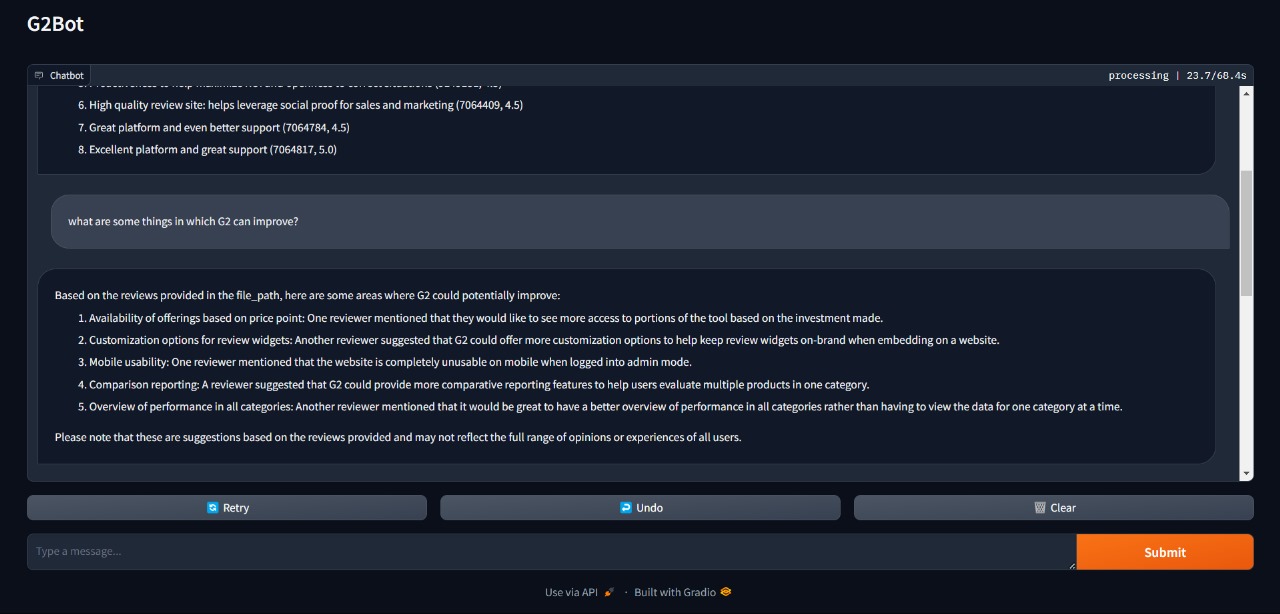 G2Bot
Chatbot
processing | 23.7/68.4s
6. High quality review site: helps leverage social proof for sales and marketing (7064409, 4.5)
7. Great platform and even better support (7064784, 4.5)
8. Excellent platform and great support (7064817, 5.0)
what are some things in which G2 can improve?
Based on the reviews provided in the file_path, here are some areas where G2 could potentially improve:
1. Availability of offerings based on price point: One reviewer mentioned that they would like to see more access to portions of the tool based on the investment made.
2. Customization options for review widgets: Another reviewer suggested that G2 could offer more customization options to help keep review widgets on-brand when embedding on a website.
3. Mobile usability: One reviewer mentioned that the website is completely unusable on mobile when logged into admin mode.
4. Comparison reporting: A reviewer suggested that G2 could provide more comparative reporting features to help users evaluate multiple products in one category.
5. Overview of performance in all categories: Another reviewer mentioned that it would be great to have a better overview of performance in all categories rather than having to view the data for one category at a time.
Please note that these are suggestions based on the reviews provided and may not reflect the full range of opinions or experiences of all users.
Retry
Undo
Clear
Type a message...
Submit
Use via API · Built with Gradio